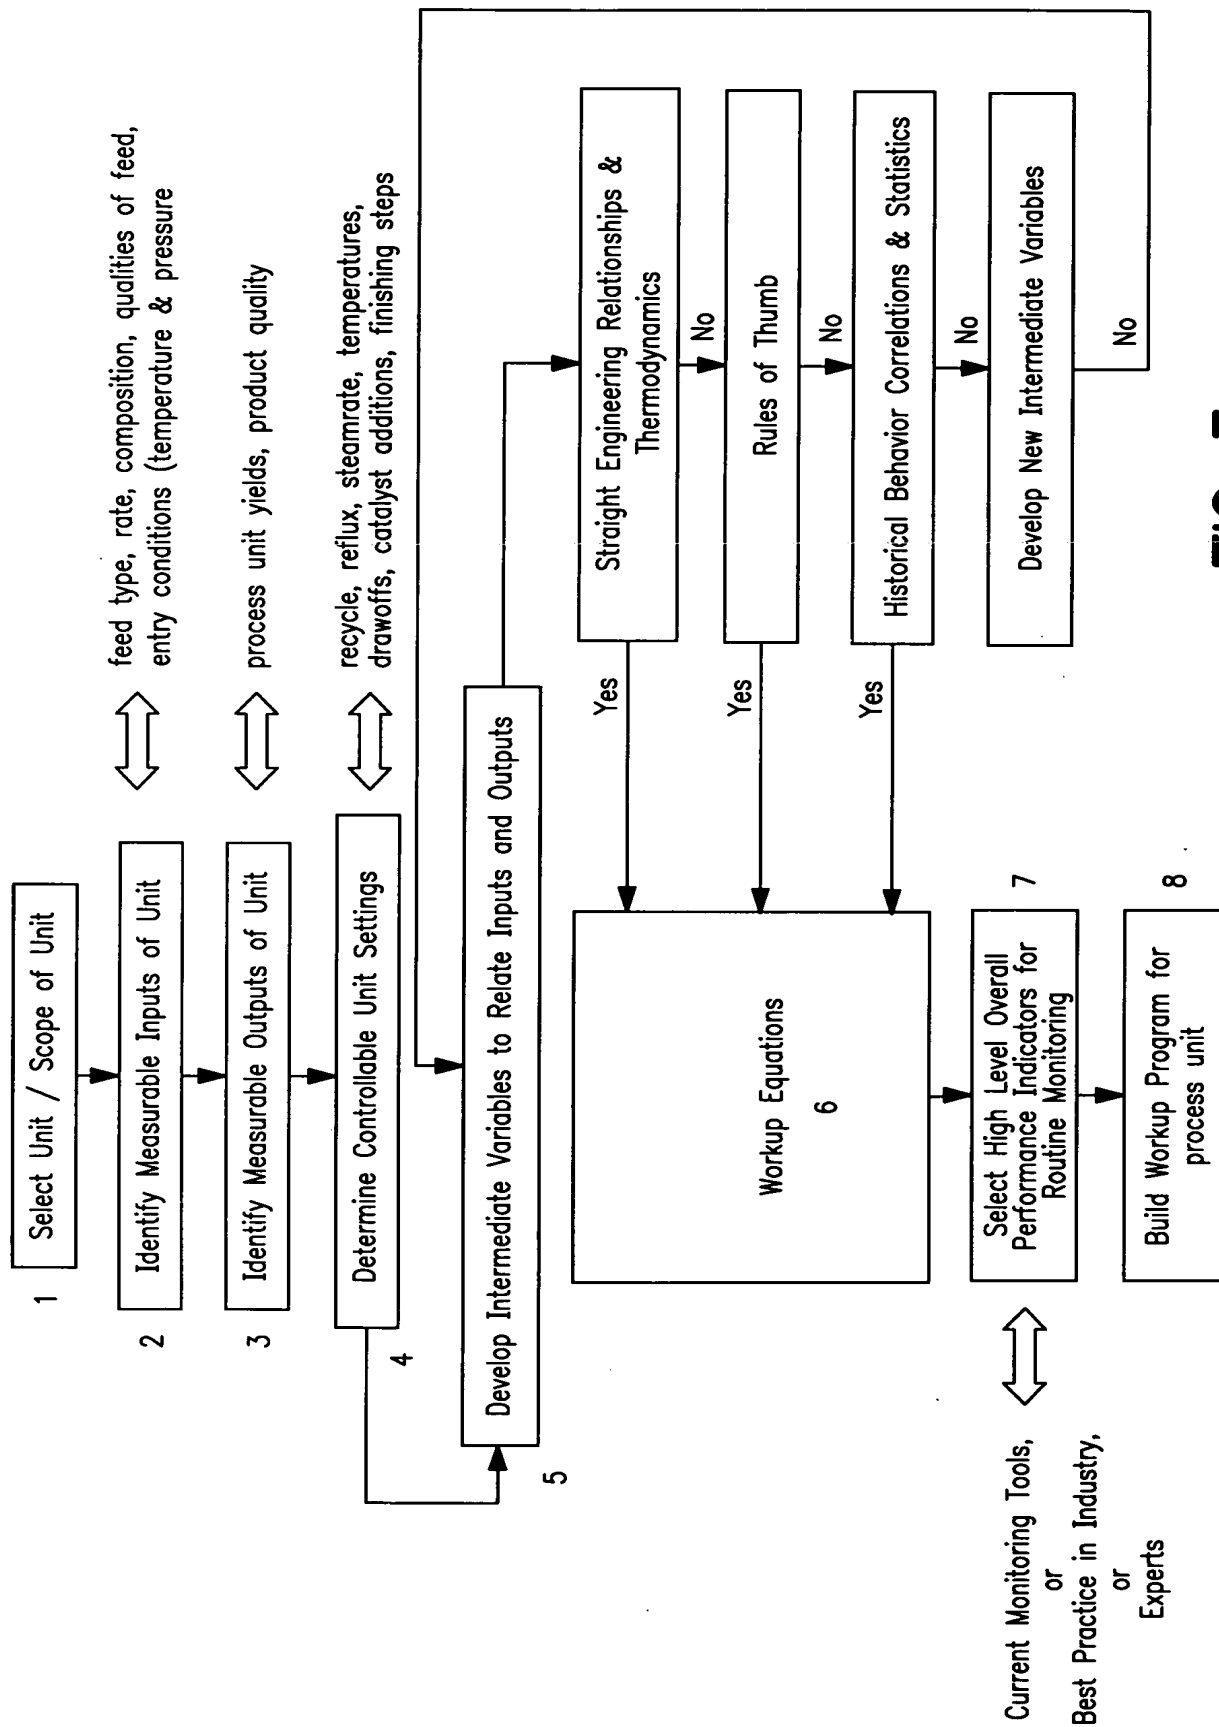 1
Select Unit / Scope of Unit
2
Identify Measurable Inputs of Unit
feed type, rate, composition, qualities of feed,
entry conditions (temperature & pressure
3
Identify Measurable Outputs of Unit
process unit yields, product quality
4
Determine Controllable Unit Settings
recycle, reflux, steamrate, temperatures,
drawoffs, catalyst additions, finishing steps
5
Develop Intermediate Variables to Relate Inputs and Outputs
Straight Engineering Relationships &
Thermodynamics
Yes
No
Rules of Thumb
Yes
No
Historical Behavior Correlations & Statistics
Yes
No
Develop New Intermediate Variables
No
Workup Equations
6
Current Monitoring Tools,
or
Best Practice in Industry,
or
Experts
Select High Level Overall
Performance Indicators for
Routine Monitoring
7
Build Workup Program for
process unit
8